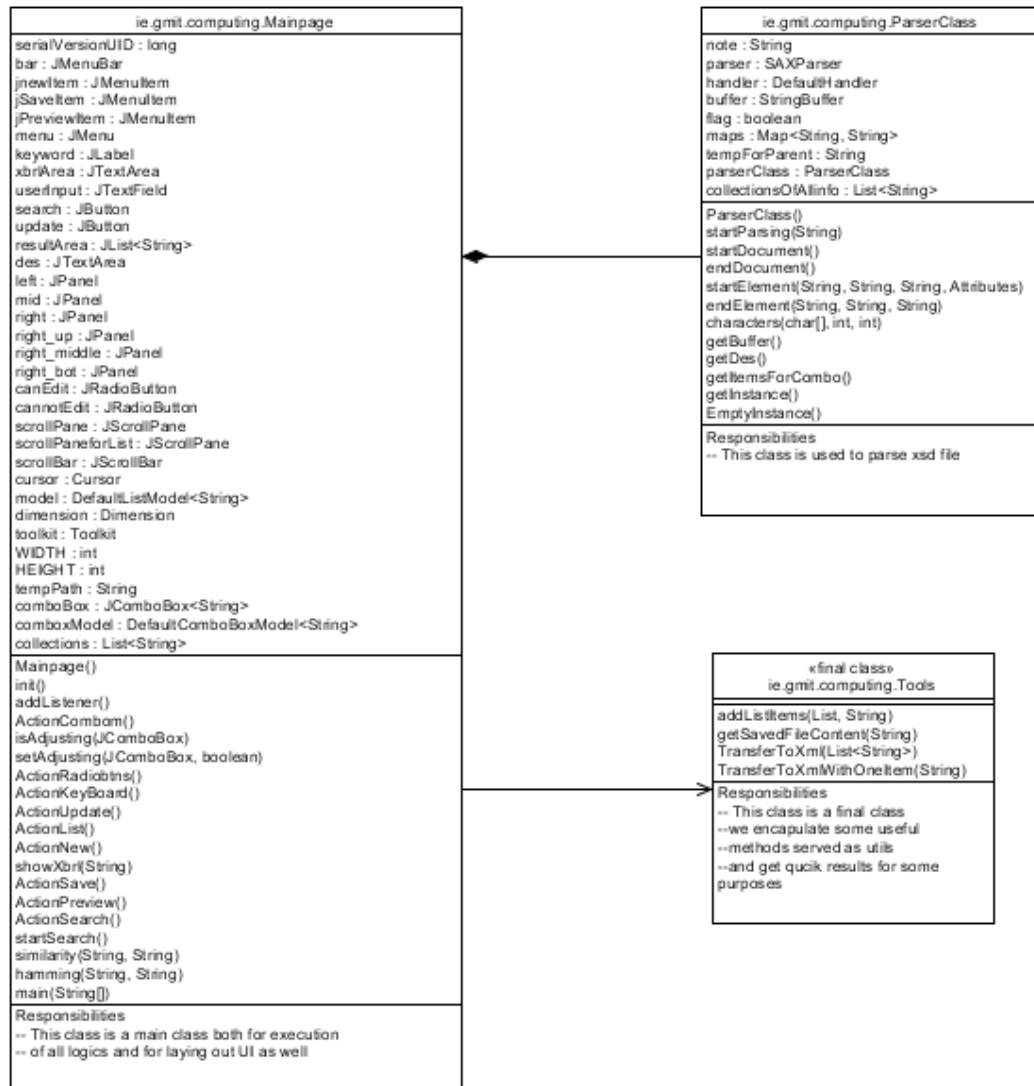 ie.gmit.computing.Mainpage
serialVersionUID : long
bar : JMenuBar
jnewItem : JMenuItem
jSaveItem : JMenuItem
jPreviewItem : JMenuItem
menu : JMenu
keyword : JLabel
xbrlArea : JTextArea
userInput : JTextField
search : JButton
update : JButton
resultArea : JList<String>
des : JTextArea
left : JPanel
mid : JPanel
right : JPanel
right_up : JPanel
right_middle : JPanel
right_bot : JPanel
canEdit : JRadioButton
cannotEdit : JRadioButton
scrollPane : JScrollPane
scrollPaneforList : JScrollPane
scrollBar : JScrollBar
cursor : Cursor
model : DefaultListModel<String>
dimension : Dimension
toolkit : Toolkit
WIDTH : int
HEIGHT : int
tempPath : String
comboBox : JComboBox<String>
comboxModel : DefaultComboBoxModel<String>
collections : List<String>
Mainpage()
init()
addListener()
ActionCombom()
isAdjusting(JComboBox)
setAdjusting(JComboBox, boolean)
ActionRadiobtns()
ActionKeyBoard()
ActionUpdate()
ActionList()
ActionNew()
showXbrl(String)
ActionSave()
ActionPreview()
ActionSearch()
startSearch()
similarity(String, String)
hamming(String, String)
main(String[])
Responsibilities
-- This class is a main class both for execution
-- of all logics and for laying out UI as well
ie.gmit.computing.ParserClass
note : String
parser : SAXParser
handler : DefaultHandler
buffer : StringBuffer
flag : boolean
maps : Map<String, String>
tempForParent : String
parserClass : ParserClass
collectionsOfAllinfo : List<String>
ParserClass()
startParsing(String)
startDocument()
endDocument()
startElement(String, String, String, Attributes)
endElement(String, String, String)
characters(char[], int, int)
getBuffer()
getDes()
getItemsForCombo()
getInstance()
EmptyInstance()
Responsibilities
-- This class is used to parse xsd file
«final class»
ie.gmit.computing.Tools
addListItems(List, String)
getSavedFileContent(String)
TransferToXml(List<String>)
TransferToXmlWithOneItem(String)
Responsibilities
-- This class is a final class
--we encapulate some useful
--methods served as utils
--and get qucik results for some
purposes